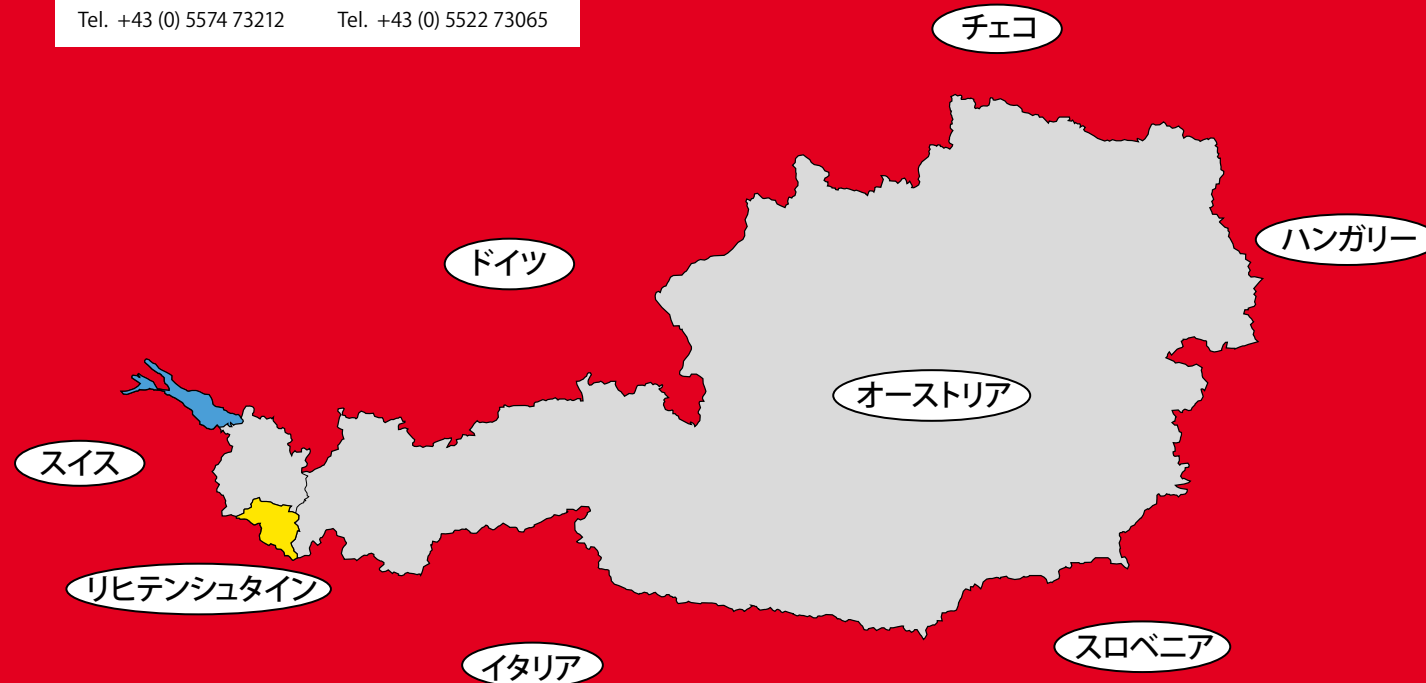 Tel. +43 (0) 5574 73212 Tel. +43 (0) 5522 73065
チェコ
ハンガリー
ドイツ
オーストリア
スイス
リヒテンシュタイン
スロベニア
イタリア